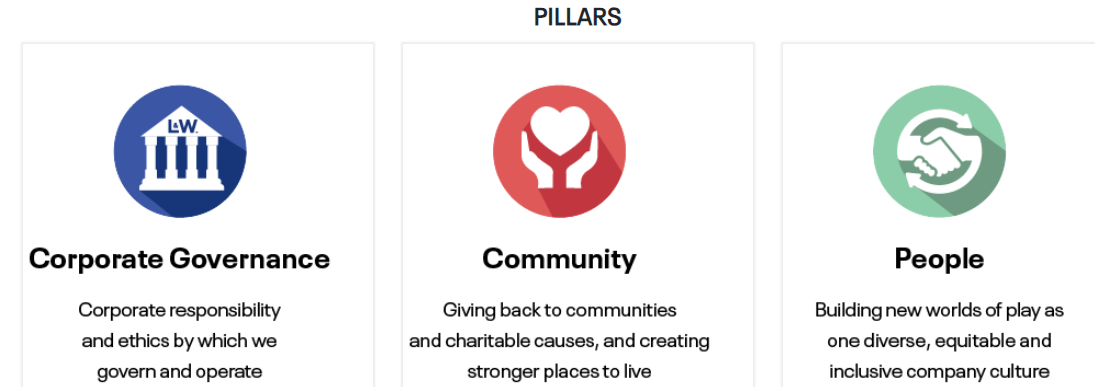 PILLARS
L&W.
Corporate Governance
Corporate responsibility
and ethics by which we
govern and operate
Community
Giving back to communities
and charitable causes, and creating
stronger places to live
People
Building new worlds of play as
one diverse, equitable and
inclusive company culture